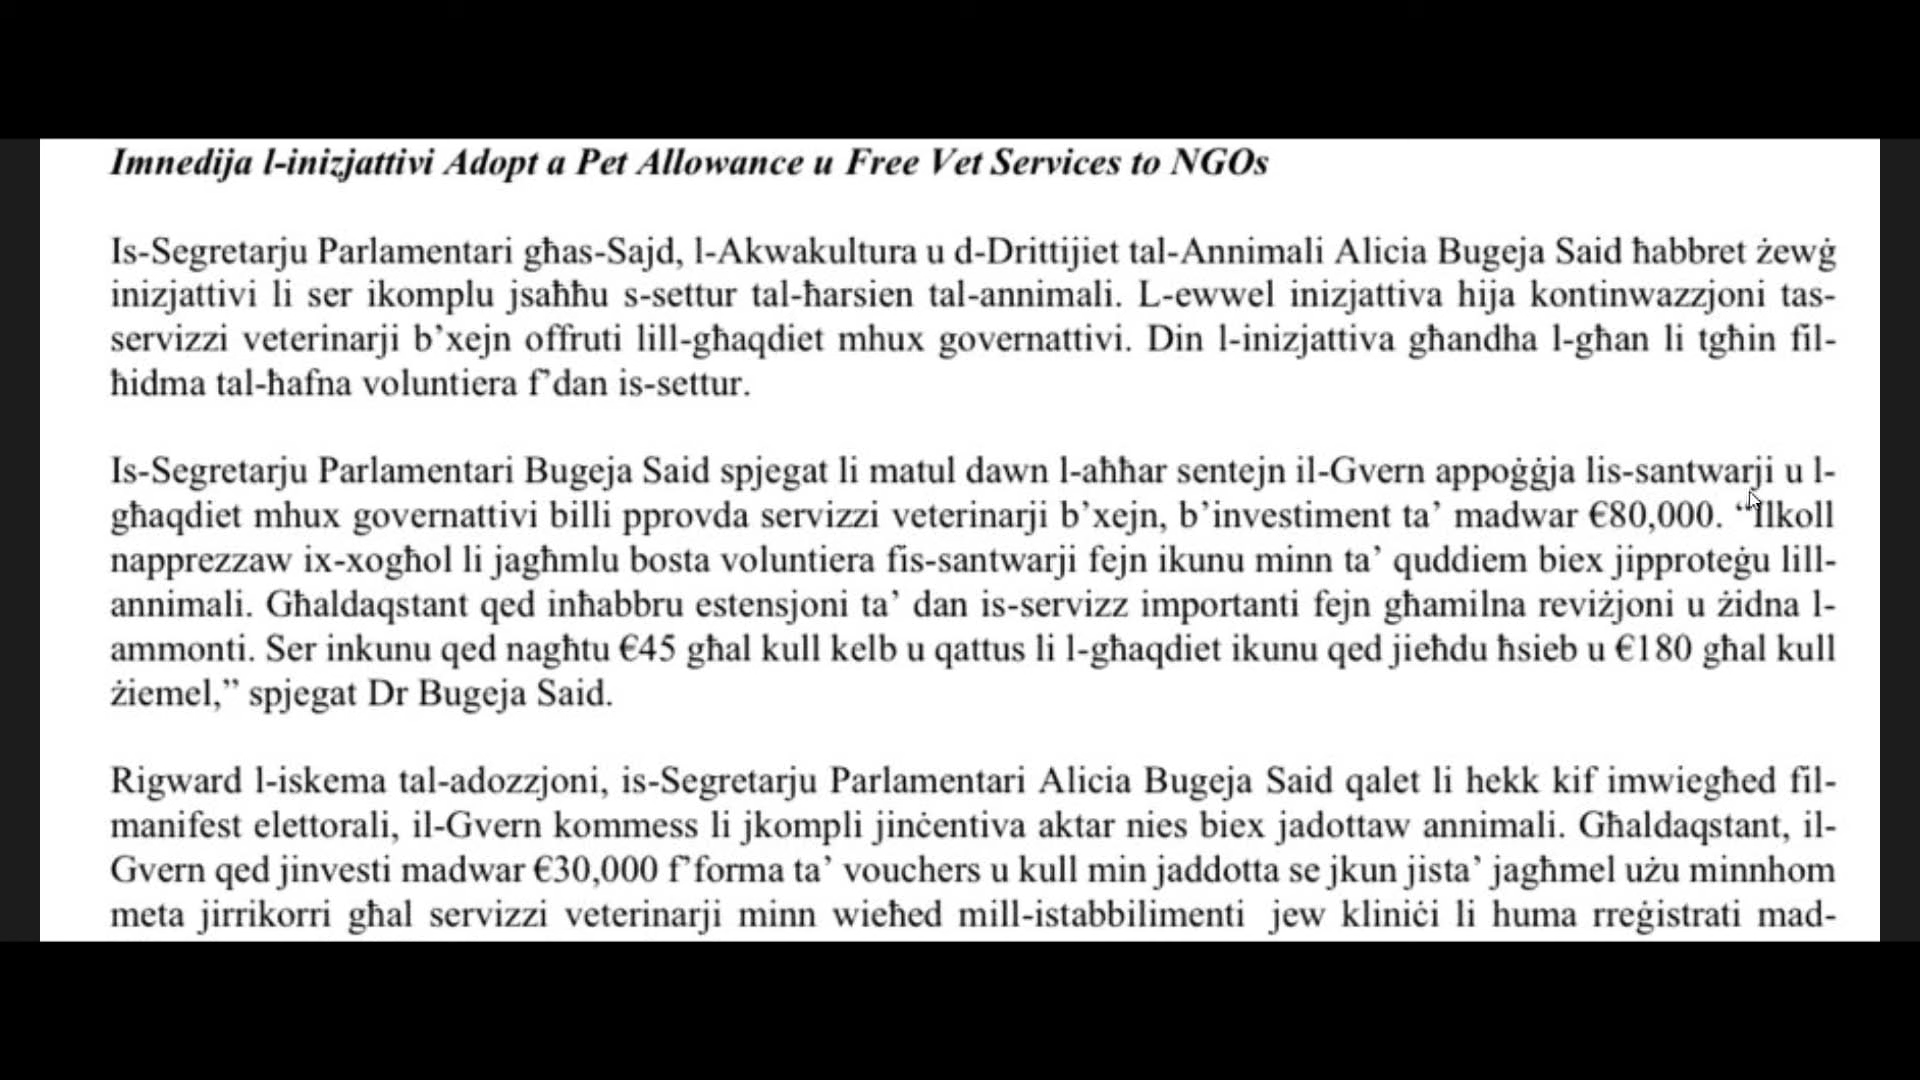 Imnedija l-inizjattivi Adopt a Pet Allowance u Free Vet Services to NGOs
Is-Segretarju Parlamentari għas-Sajd, l-Akwakultura u d-Drittijiet tal-Annimali Alicia Bugeja Said ħabbret żewġ
inizjattivi li ser ikomplu jsaħħu s-settur tal-ħarsien tal-annimali. L-ewwel inizjattiva hija kontinwazzjoni tas-
servizzi veterinarji b’xejn offruti lill-għaqdiet mhux governattivi. Din l-inizjattiva għandha l-għan li tgħin fil-
ħidma tal-ħafna voluntiera f’dan is-settur.
Is-Segretarju Parlamentari Bugeja Said spjegat li matul dawn l-aħħar sentejn il-Gvern appoġġja lis-santwarji u l-
għaqdiet mhux governattivi billi pprovda servizzi veterinarji b’xejn, b’investiment ta’ madwar €80,000. “Ilkoll
napprezzaw ix-xogħol li jagħmlu bosta voluntiera fis-santwarji fejn ikunu minn ta’ quddiem biex jipproteġu lill-
annimali. Għaldaqstant qed inħabbru estensjoni ta’ dan is-servizz importanti fejn għamilna reviżjoni u żidna l-
ammonti. Ser inkunu qed nagħtu €45 għal kull kelb u qattus li l-għaqdiet ikunu qed jieħdu ħsieb u €180 għal kull
żiemel,” spjegat Dr Bugeja Said.
Rigward l-iskema tal-adozzjoni, is-Segretarju Parlamentari Alicia Bugeja Said qalet li hekk kif imwiegħed fil-
manifest elettorali, il-Gvern kommess li jkompli jinċentiva aktar nies biex jadottaw annimali. Għaldaqstant, il-
Gvern qed jinvesti madwar €30,000 f’forma ta’ vouchers u kull min jaddotta se jkun jista’ jagħmel użu minnhom
meta jirrikorri għal servizzi veterinarji minn wieħed mill-istabbilimenti jew kliniċi li huma rreġistrati mad-